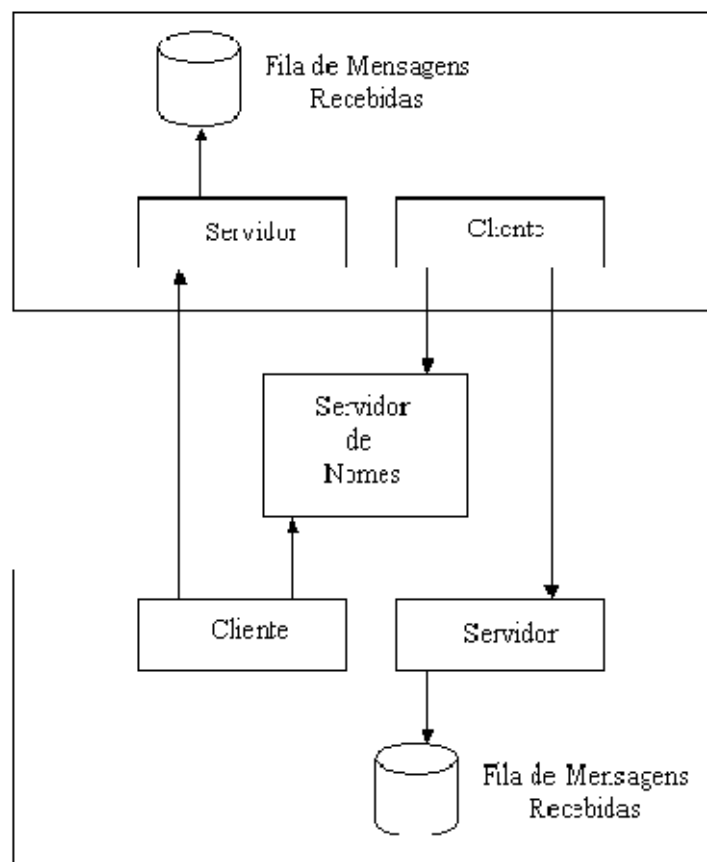 Fila de Mensagens
Recebidas
Servidor
Cliente
Servidor
de
Nomes
Cliente
Servidor
Fila de Mensagens
Recebidas